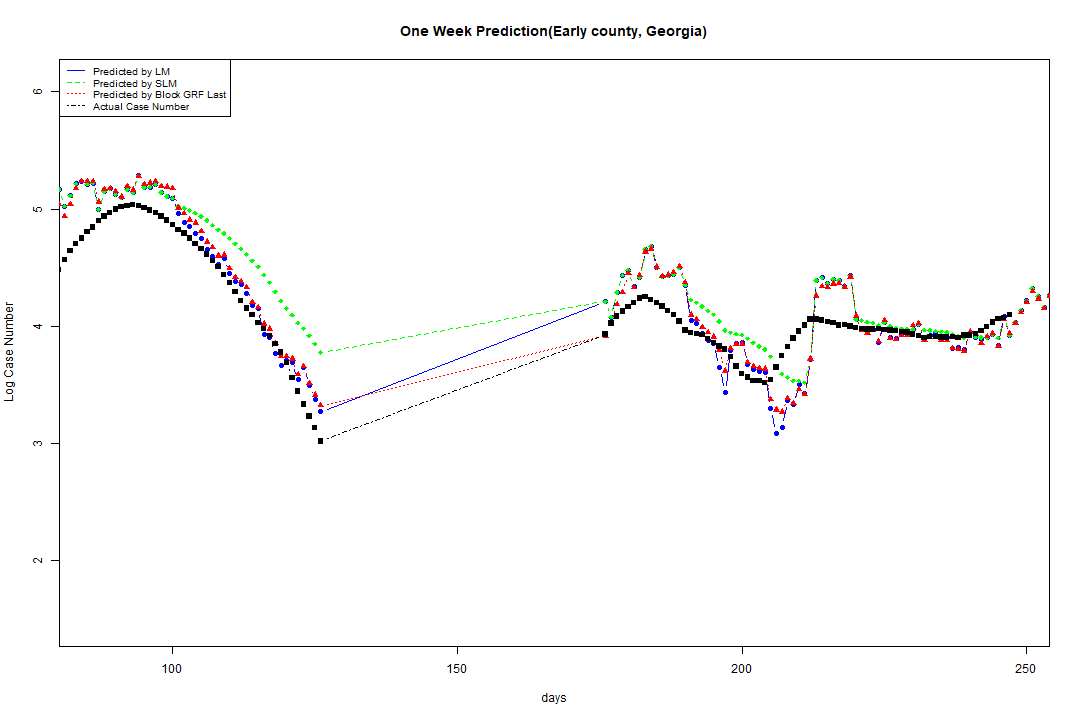 One Week Prediction(Early county, Georgia)
Predicted by LM
Predicted by SLM
Predicted by Block GRF Last
Actual Case Number
6
5
4
3
2
Log Case Number
100 150 200 250
days